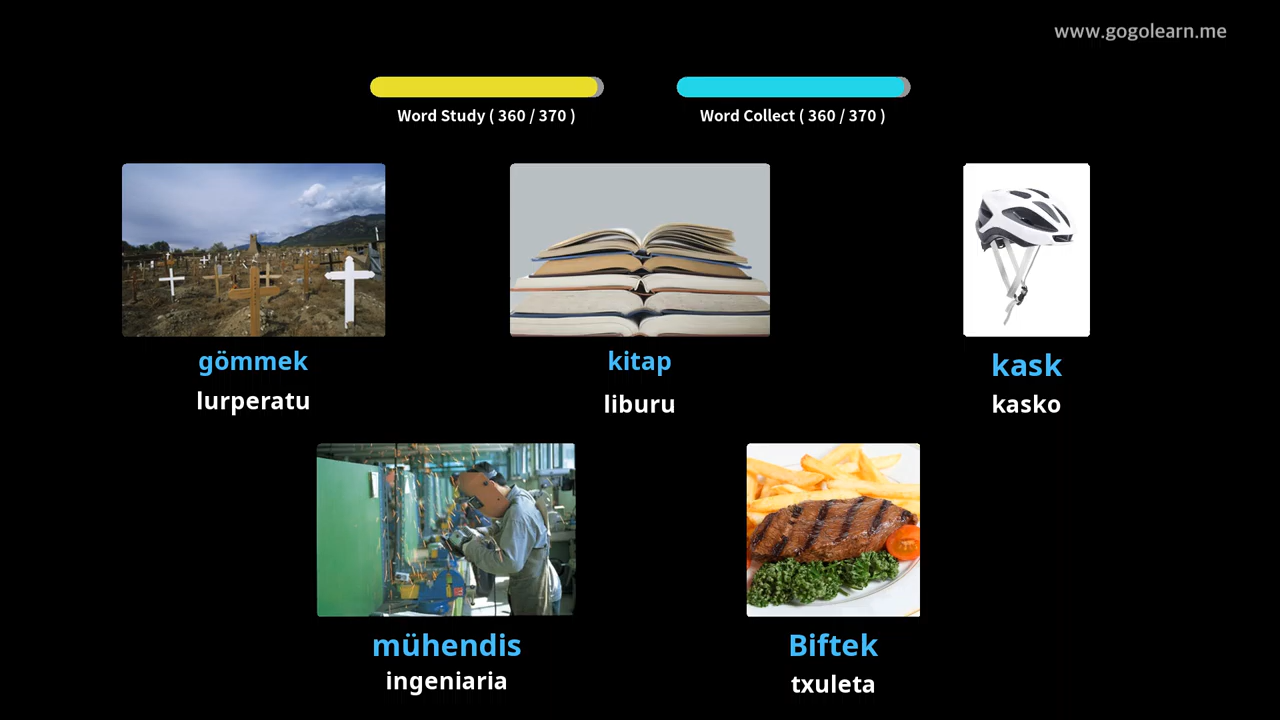 www.gogolearn.me
Word Study ( 360 / 370 )
Word Collect ( 360 / 370 )
gömmek
lurperatu
kitap
liburu
kask
kasko
mühendis
ingeniaria
Biftek
txuleta